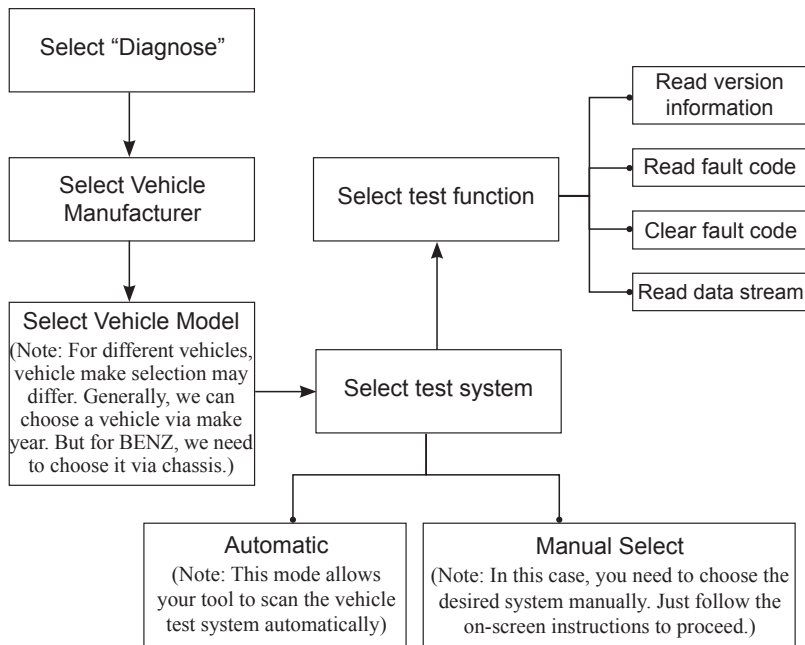 Select “Diagnose”
Select Vehicle
Manufacturer
Select Vehicle Model
(Note: For different vehicles,
vehicle make selection may
differ. Generally, we can
choose a vehicle via make
year. But for BENZ, we need
to choose it via chassis.)
Select test system
Automatic
(Note: This mode allows
your tool to scan the vehicle
test system automatically)
Manual Select
(Note: In this case, you need to choose the
desired system manually. Just follow the
on-screen instructions to proceed.)
Select test function
Read version
information
Read fault code
Clear fault code
Read data stream